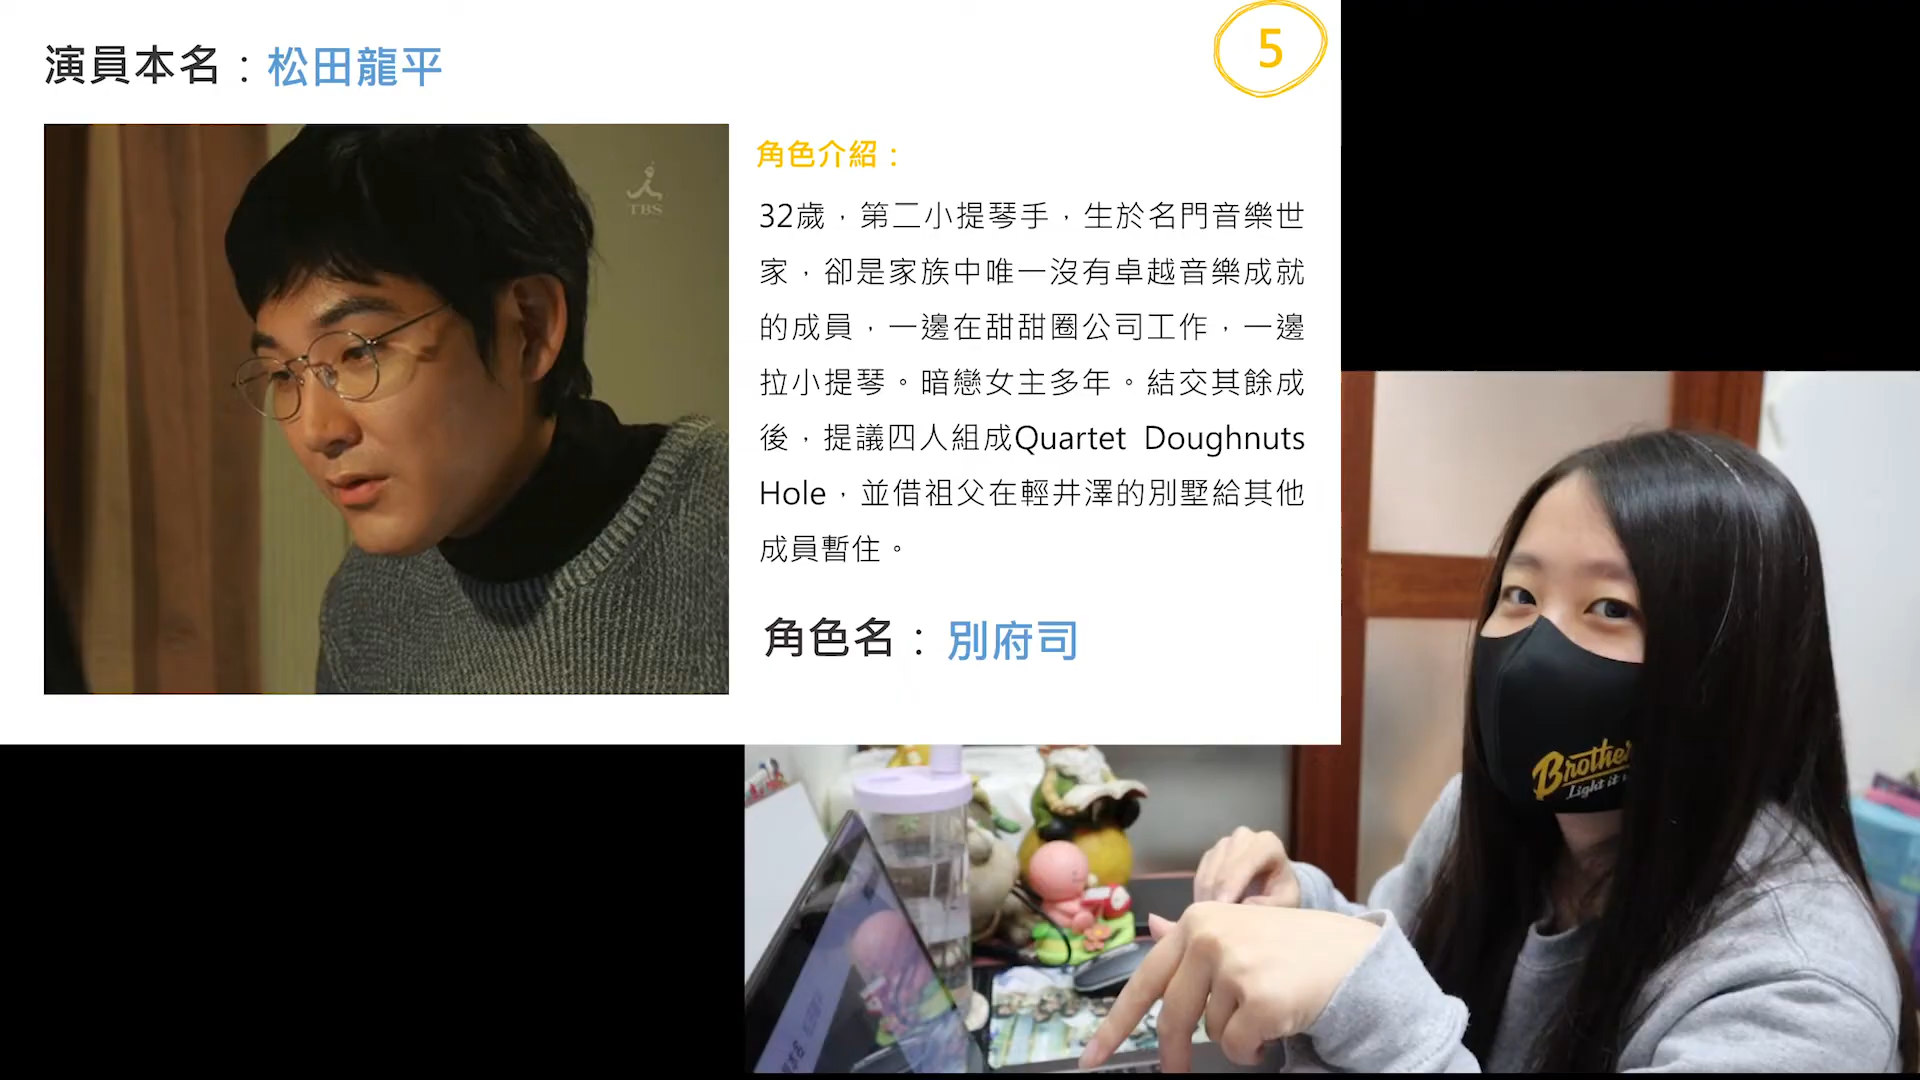 演員本名：松田龍平
5
TBS
角色介紹：
32歲，第二小提琴手，生於名門音樂世
家，卻是家族中唯一沒有卓越音樂成就
的成員，一邊在甜甜圈公司工作，一邊
拉小提琴。暗戀女主多年。結交其餘成
後，提議四人組成Quartet Doughnuts
Hole，並借祖父在輕井澤的別墅給其他
成員暫住。
角色名：別府司
Brother
Light it